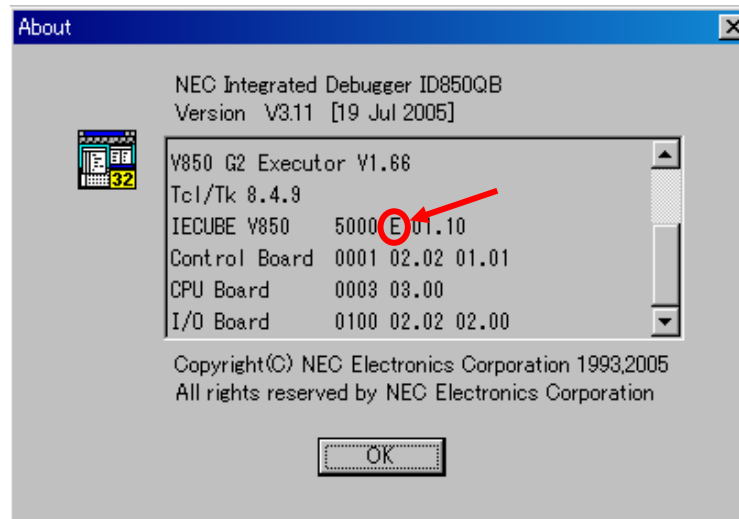 About
NEC Integrated Debugger ID850QB
Version V3.11 [19 Jul 2005]
32
V850 G2 Executor V1.66
Tcl/Tk 8.4.9
IECUBE V850 5000 E 01.10
Control Board 0001 02.02 01.01
CPU Board 0003 03.00
I/O Board 0100 02.02 02.00
Copyright(C) NEC Electronics Corporation 1993,2005
All rights reserved by NEC Electronics Corporation
OK